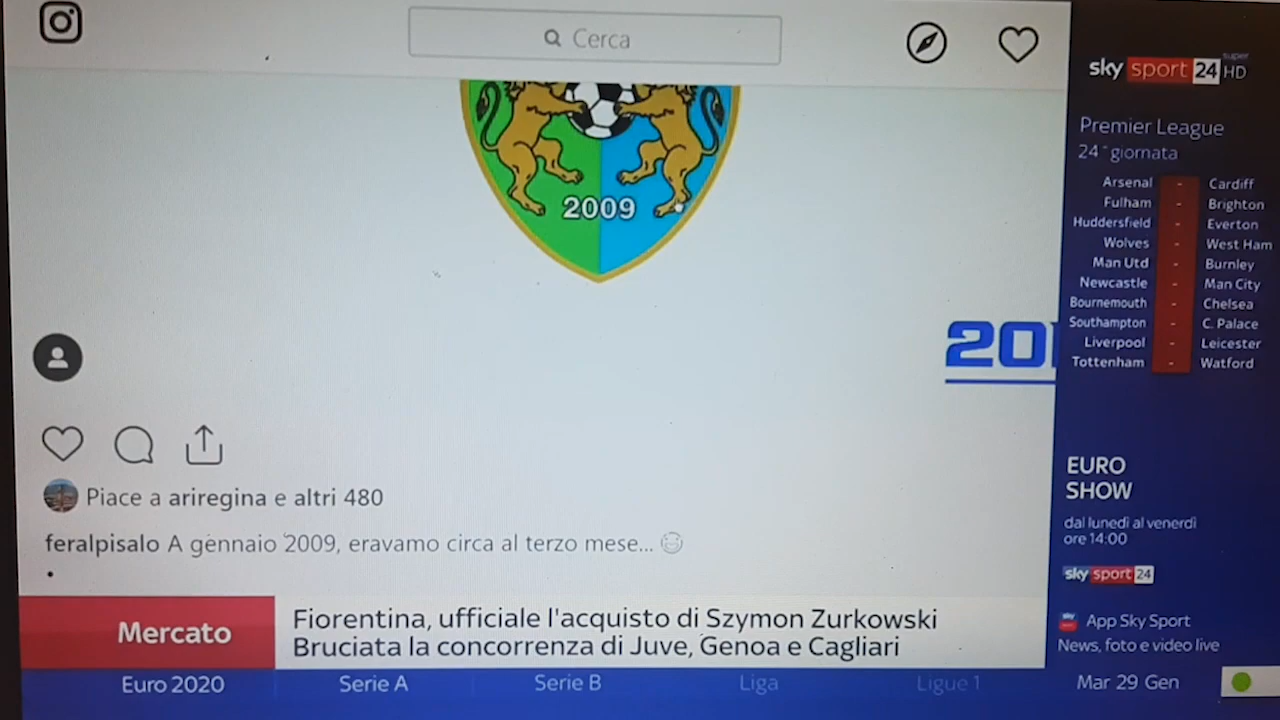 Cerca
2009
20
Piace a ariregina e altri 480
feralpisalo A gennaio 2009, eravamo circa al terzo mese...
Mercato
Fiorentina, ufficiale l'acquisto di Szymon Zurkowski
Bruciata la concorrenza di Juve, Genoa e Cagliari
Euro 2020 Serie A Serie B Liga Ligue 1
sky sport 24 super HD
Premier League
24ª giornata
Arsenal - Cardiff
Fulham - Brighton
Huddersfield - Everton
Wolves - West Ham
Man Utd - Burnley
Newcastle - Man City
Bournemouth - Chelsea
Southampton - C. Palace
Liverpool - Leicester
Tottenham - Watford
EURO
SHOW
dal lunedì al venerdì
ore 14:00
sky sport 24
App Sky Sport
News, foto e video live
Mar 29 Gen